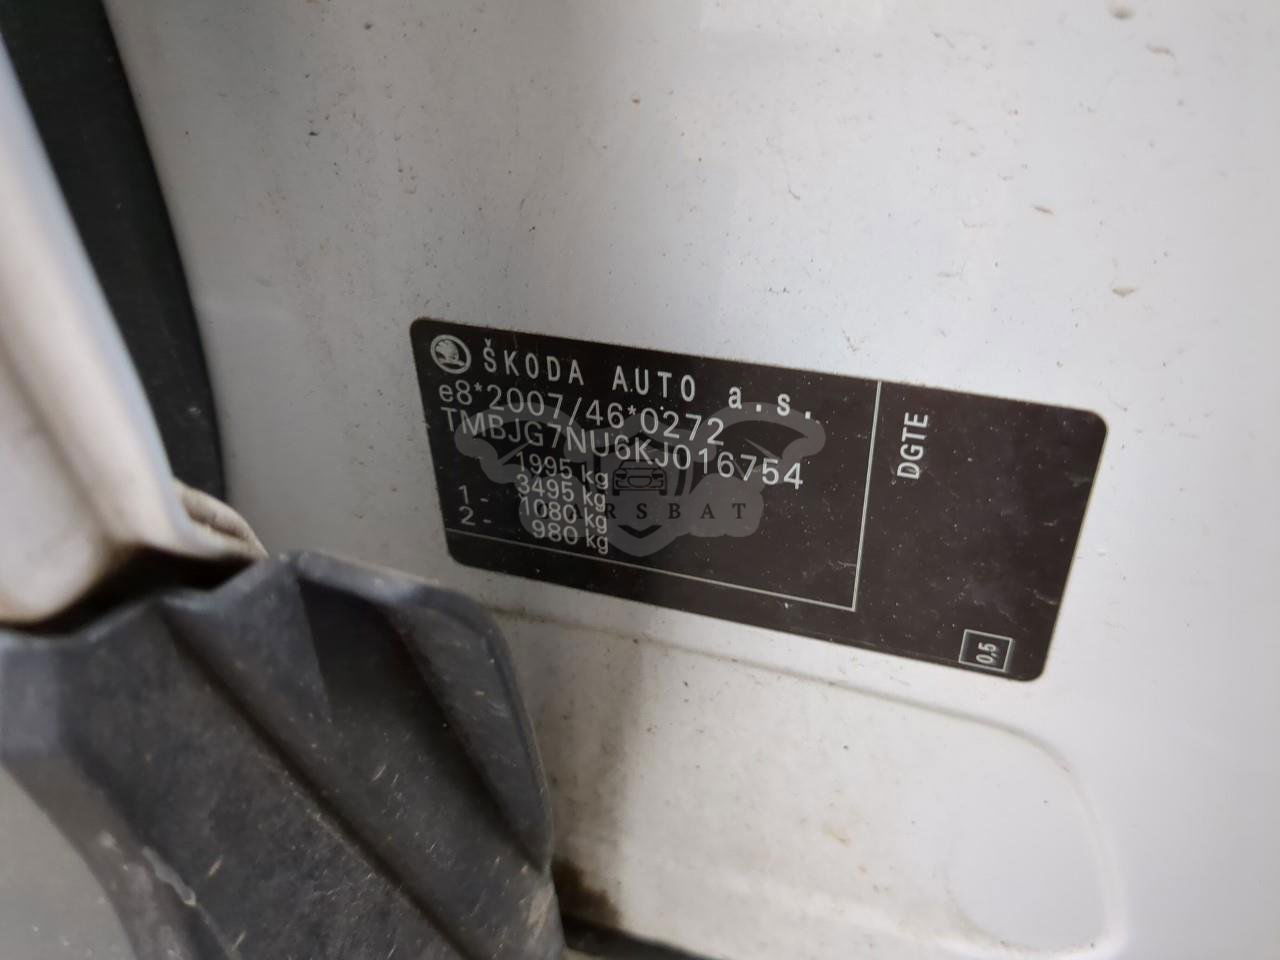 ŠKODA AUTO a.s.
e8*2007/46*0272
TMBJG7NU6KJ016754
1995 kg
3495 kg
1- 1080 kg
2- 980 kg
DGTE
0,5
CARSBAT